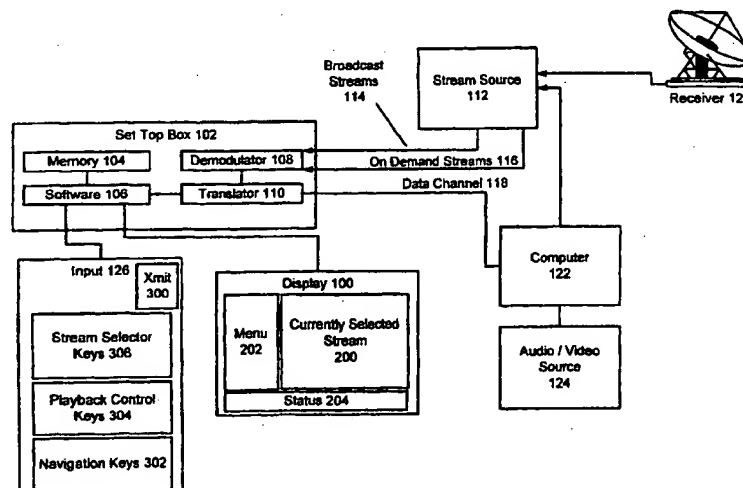 Broadcast
Streams
114
Stream Source
112
Receiver 12
Set Top Box 102
Memory 104
Demodulator 108
On Demand Streams 116
Software 106
Translator 110
Data Channel 118
Computer
122
Input 126
Xmit
300
Display 100
Stream Selector
Keys 306
Menu
202
Currently Selected
Stream
200
Audio / Video
Source
124
Playback Control
Keys 304
Status 204
Navigation Keys 302